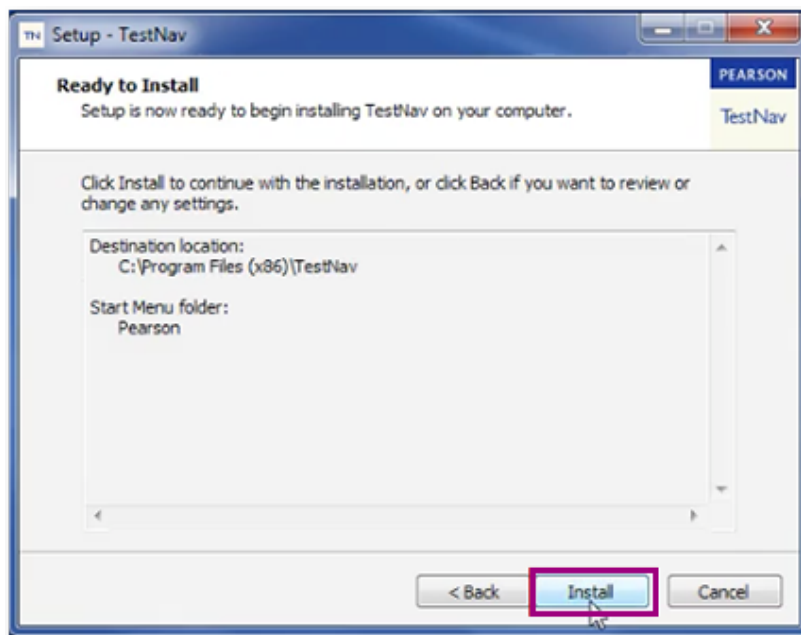 TN Setup - TestNav
Ready to Install
Setup is now ready to begin installing TestNav on your computer.
PEARSON
TestNav
Click Install to continue with the installation, or click Back if you want to review or
change any settings.
Destination location:
C:\Program Files (x86)\TestNav
Start Menu folder:
Pearson
< Back Install Cancel